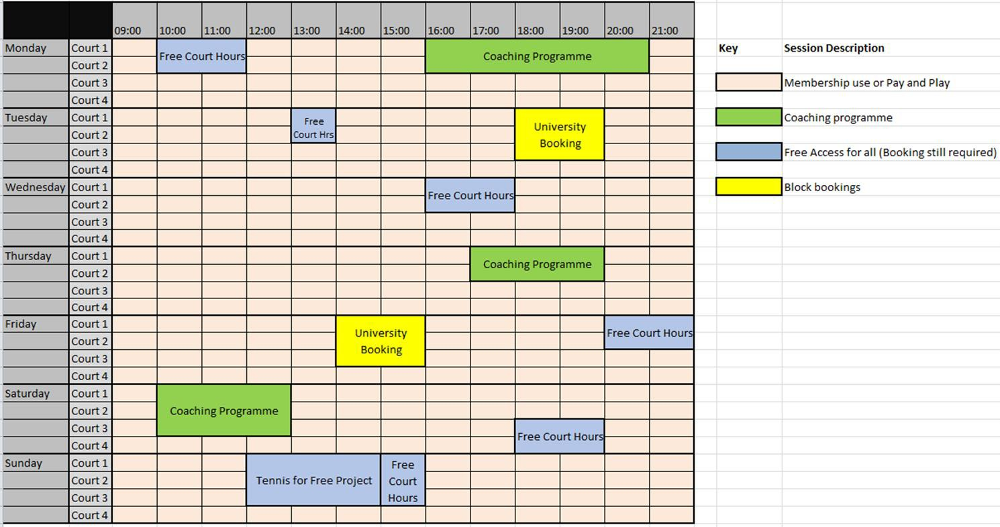 09:00 10:00 11:00 12:00 13:00 14:00 15:00 16:00 17:00 18:00 19:00 20:00 21:00
Key Session Description
Monday Court 1
Free Court Hours Coaching Programme
Court 2
Court 3 Membership use or Pay and Play
Court 4
Tuesday Court 1 Coaching programme
Free
Court Hrs
University
Booking
Court 2
Court 3 Free Access for all (Booking still required)
Court 4
Wednesday Court 1 Block bookings
Free Court Hours
Court 2
Court 3
Court 4
Thursday Court 1
Coaching Programme
Court 2
Court 3
Court 4
Friday Court 1
University
Booking
Free Court Hours
Court 2
Court 3
Court 4
Saturday Court 1
Court 2 Coaching Programme
Court 3
Free Court Hours
Court 4
Sunday Court 1
Court 2 Tennis for Free Project
Free
Court
Hours
Court 3
Court 4